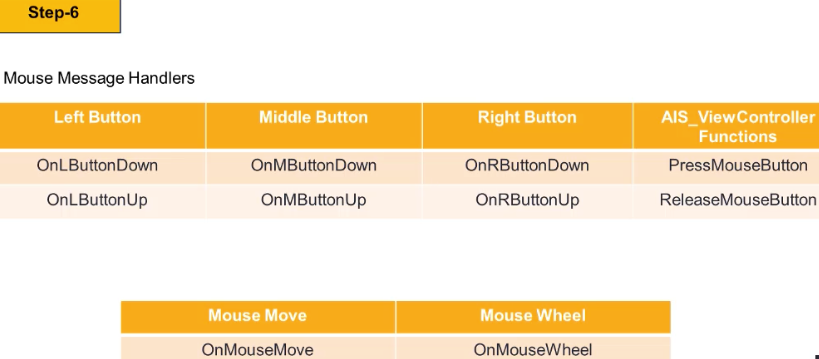 Step-6
Mouse Message Handlers
Left Button Middle Button Right Button AIS_ViewController
Functions
OnLButtonDown OnMButtonDown OnRButtonDown PressMouseButton
OnLButtonUp OnMButtonUp OnRButtonUp ReleaseMouseButton
Mouse Move Mouse Wheel
OnMouseMove OnMouseWheel